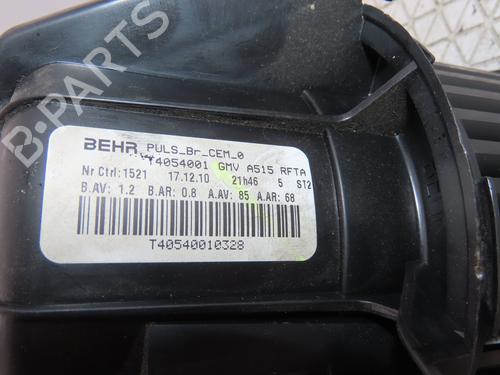 BEHR PULS_Br_CEM_0
T4054001 GMV A515 RFTA
Nr Ctrl:1521 17.12.10 21h46 5 ST2
B.AV: 1.2 B.AR: 0.8 A.AV: 85 A.AR: 68
T40540010328
B-PARTS